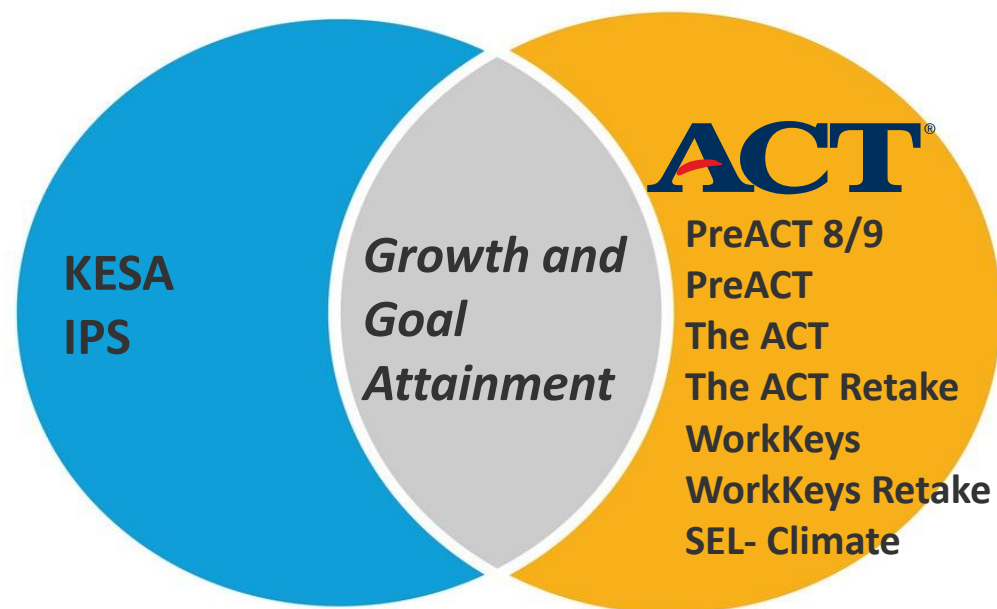 KESA
IPS
Growth and
Goal
Attainment
ACT®
PreACT 8/9
PreACT
The ACT
The ACT Retake
WorkKeys
WorkKeys Retake
SEL- Climate